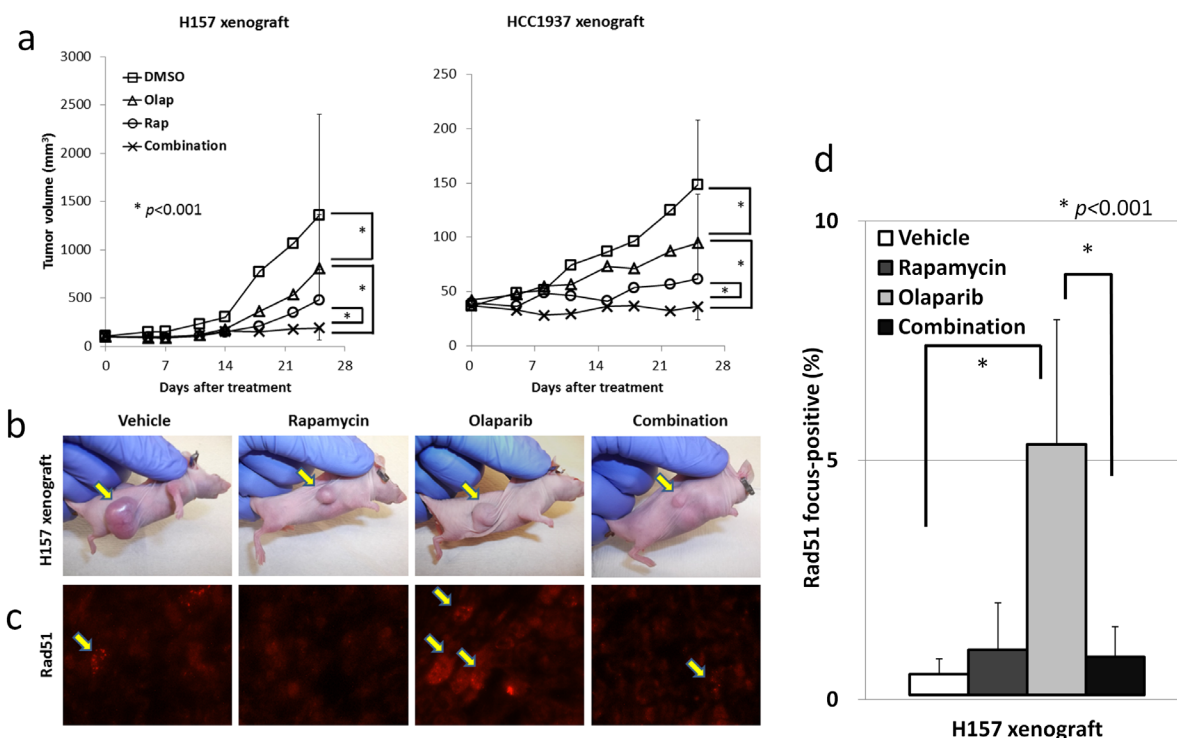 a
H157 xenograft
Tumor volume (mm³)
3000
2500
2000
1500
1000
500
0
DMSO
Olap
Rap
Combination
* p<0.001
*
*
*
0 7 14 21 28
Days after treatment
HCC1937 xenograft
250
200
150
100
50
0
*
*
*
0 7 14 21 28
Days after treatment
b
Vehicle Rapamycin Olaparib Combination
H157 xenograft
c
Rad51
d
* p<0.001
Rad51 focus-positive (%)
10
5
0
Vehicle
Rapamycin
Olaparib
Combination
*
*
H157 xenograft